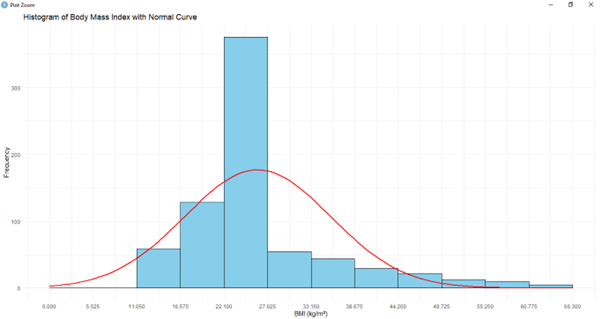 Plot Zoom
Histogram of Body Mass Index with Normal Curve
Frequency
300
200
100
0
0.000 5.525 11.050 16.575 22.100 27.625 33.150 38.675 44.200 49.725 55.250 60.775 66.300
BMI (kg/m²)